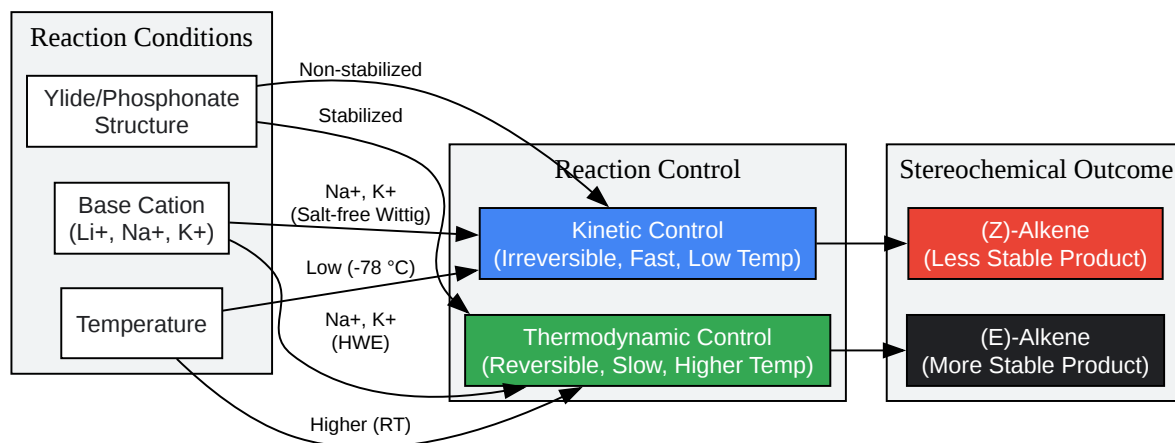 Reaction Conditions
Ylide/Phosphonate
Structure
Base Cation
(Li+, Na+, K+)
Temperature
Non-stabilized
Stabilized
Na+, K+
(Salt-free Wittig)
Low (-78 °C)
Na+, K+
(HWE)
Higher (RT)
Reaction Control
Kinetic Control
(Irreversible, Fast, Low Temp)
Thermodynamic Control
(Reversible, Slow, Higher Temp)
Stereochemical Outcome
(Z)-Alkene
(Less Stable Product)
(E)-Alkene
(More Stable Product)